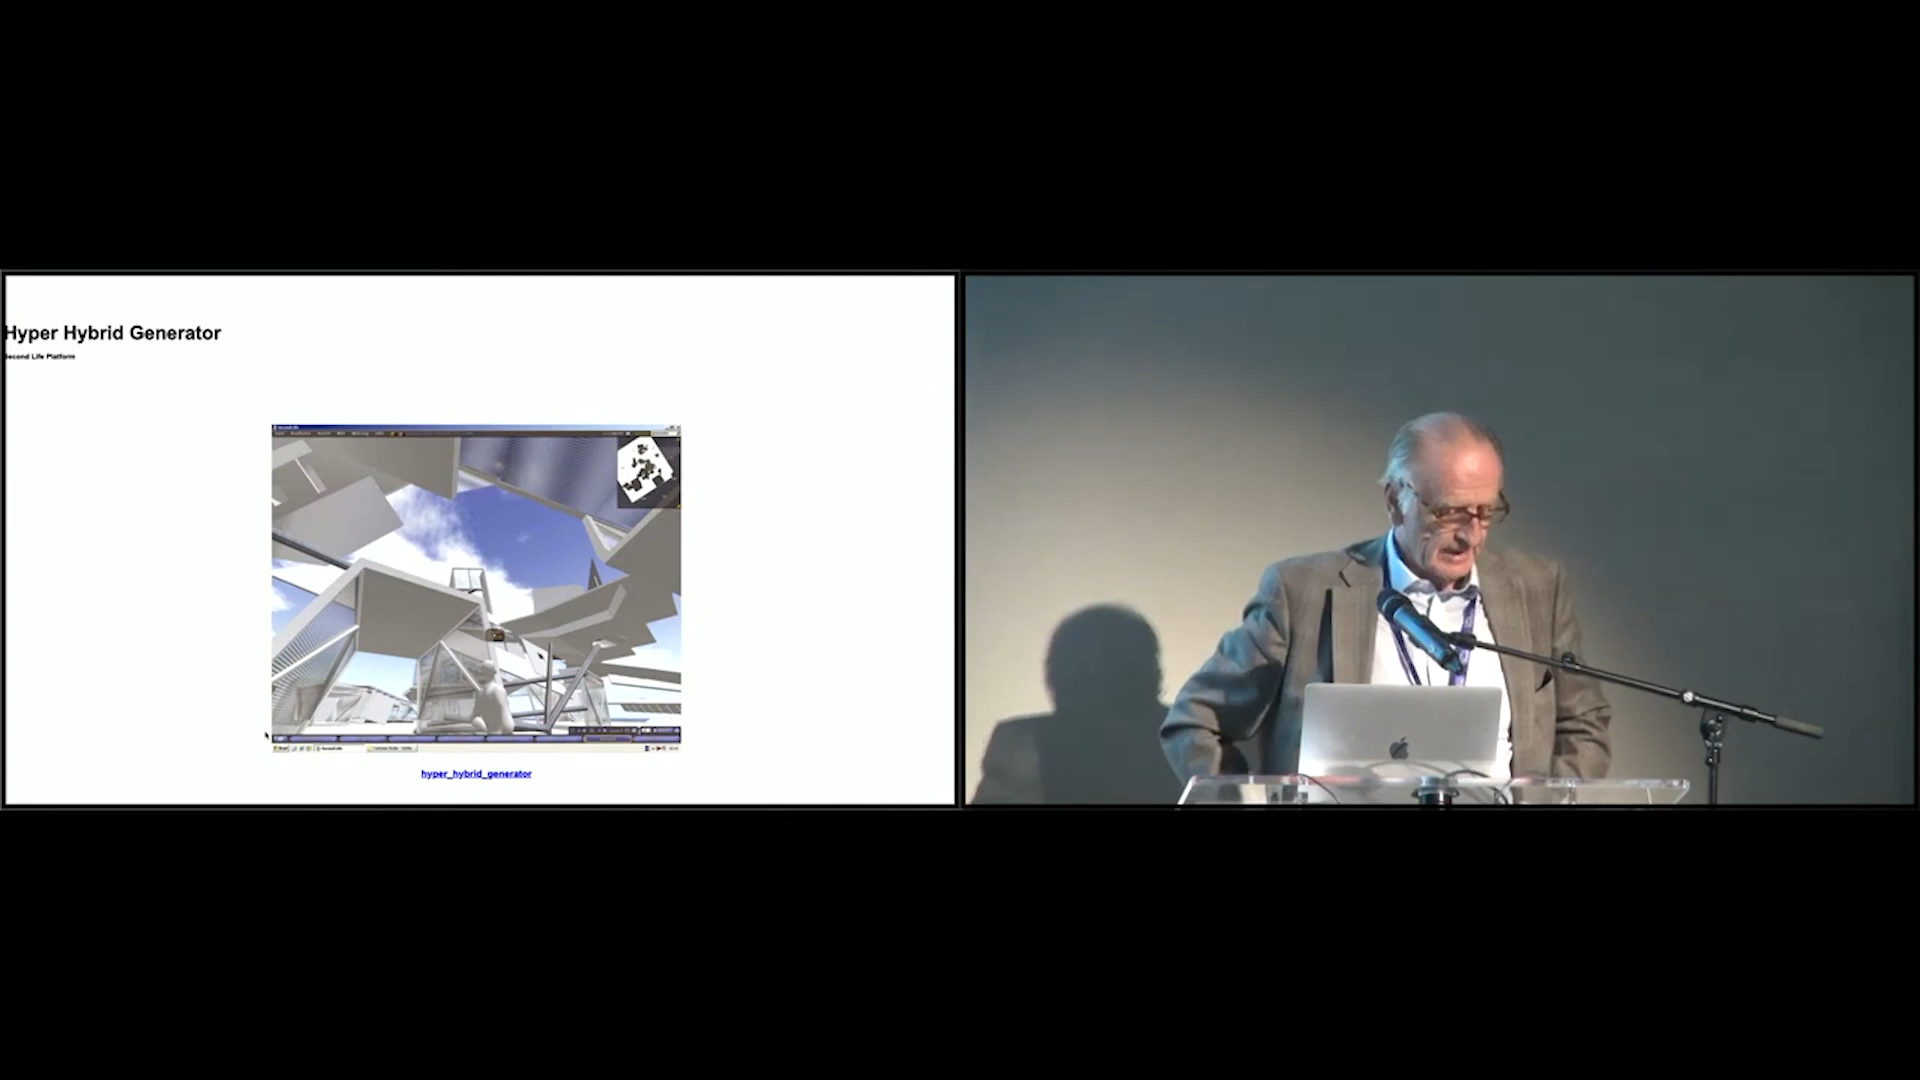 Hyper Hybrid Generator
Second Life Platform
hyper_hybrid_generator